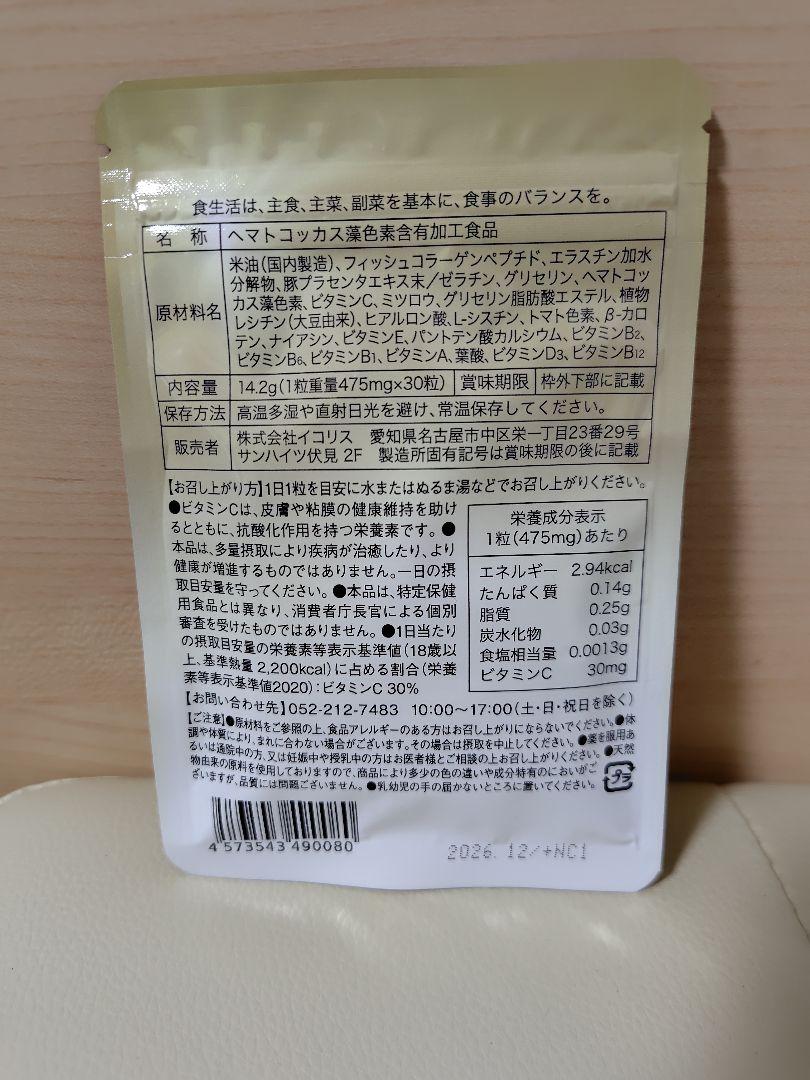 食生活は、主食、主菜、副菜を基本に、食事のバランスを。
名 称 ヘマトコッカス藻色素含有加工食品
原材料名
米油(国内製造)、フィッシュコラーゲンペプチド、エラスチン加水
分解物、豚プラセンタエキス末/ゼラチン、グリセリン、ヘマトコッ
カス藻色素、ビタミンC、ミツロウ、グリセリン脂肪酸エステル、植物
レシチン(大豆由来)、ヒアルロン酸、L-シスチン、トマト色素、β-カロ
テン、ナイアシン、ビタミンE、パントテン酸カルシウム、ビタミンB2、
ビタミンB6、ビタミンB1、ビタミンA、葉酸、ビタミンD3、ビタミンB12
内容量 14.2g(1粒重量475mg×30粒) 賞味期限 枠外下部に記載
保存方法 高温多湿や直射日光を避け、常温保存してください。
販売者
株式会社イコリス 愛知県名古屋市中区栄一丁目23番29号
サンハイツ伏見 2F 製造所固有記号は賞味期限の後に記載
【お召し上がり方】1日1粒を目安に水またはぬるま湯などでお召し上がりください。
●ビタミンCは、皮膚や粘膜の健康維持を助け
るとともに、抗酸化作用を持つ栄養素です。●
本品は、多量摂取により疾病が治癒したり、より
健康が増進するものではありません。一日の摂
取目安量を守ってください。●本品は、特定保健
用食品とは異なり、消費者庁長官による個別
審査を受けたものではありません。●1日当たり
の摂取目安量の栄養素等表示基準値(18歳以
上、基準熱量 2,200kcal)に占める割合(栄養
素等表示基準値2020):ビタミンC 30%
栄養成分表示
1粒(475mg)あたり
エネルギー 2.94kcal
たんぱく質 0.14g
脂質 0.25g
炭水化物 0.03g
食塩相当量 0.0013g
ビタミンC 30mg
【お問い合わせ先】052-212-7483 10:00~17:00(土・日・祝日を除く)
【ご注意】●原材料をご参照の上、食品アレルギーのある方はお召し上がりにならないでください。●体
調や体質により、まれに合わない場合がございます。その場合は摂取を中止してください。●薬を服用あ
るいは通院中の方、又は妊娠中や授乳中の方はお医者様とご相談の上お召し上がりください。●天然
物由来の原料を使用しておりますので、商品により多少の色の違いや成分特有のにおいがご
ざいますが、品質には問題ございません。●乳幼児の手の届かないところに置いてください。
プラ
4 573543 490080
2026. 12/+NC1